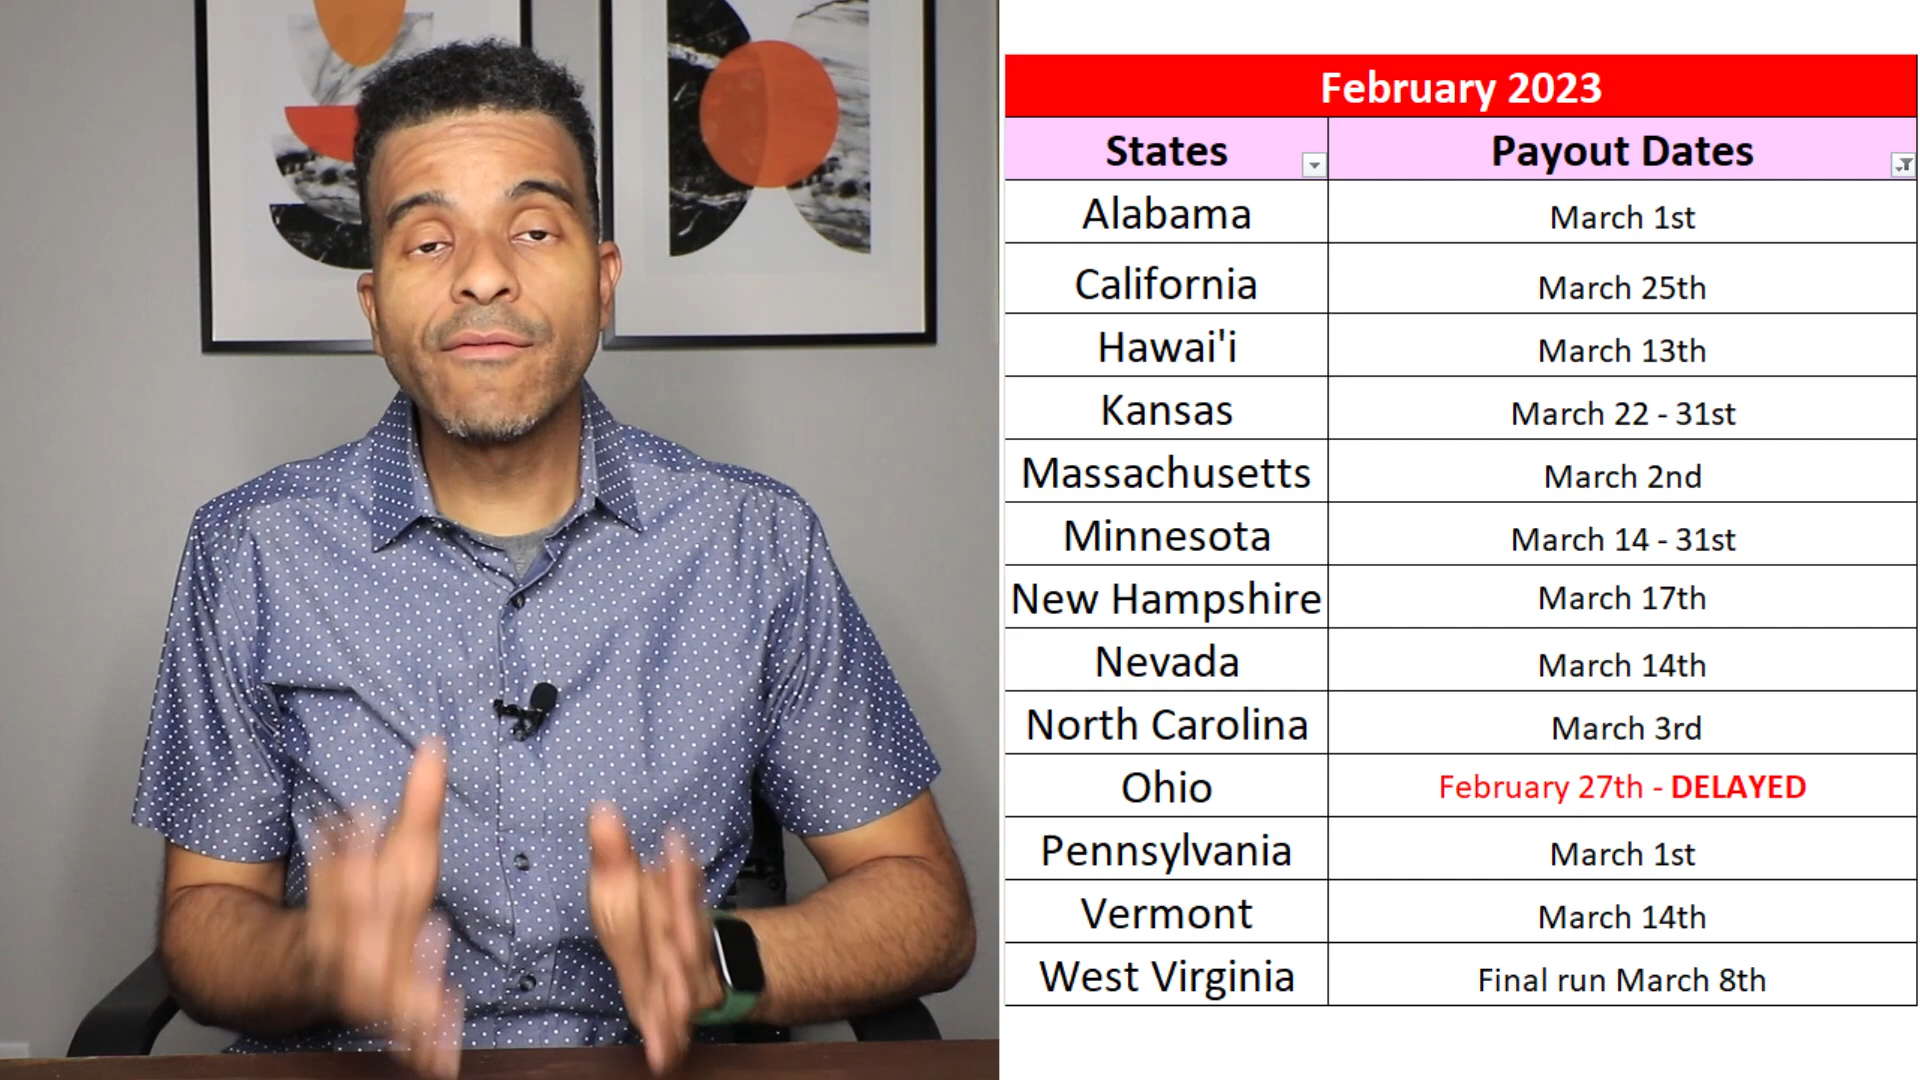 February 2023
States Payout Dates
Alabama March 1st
California March 25th
Hawai'i March 13th
Kansas March 22 - 31st
Massachusetts March 2nd
Minnesota March 14 - 31st
New Hampshire March 17th
Nevada March 14th
North Carolina March 3rd
Ohio February 27th - DELAYED
Pennsylvania March 1st
Vermont March 14th
West Virginia Final run March 8th